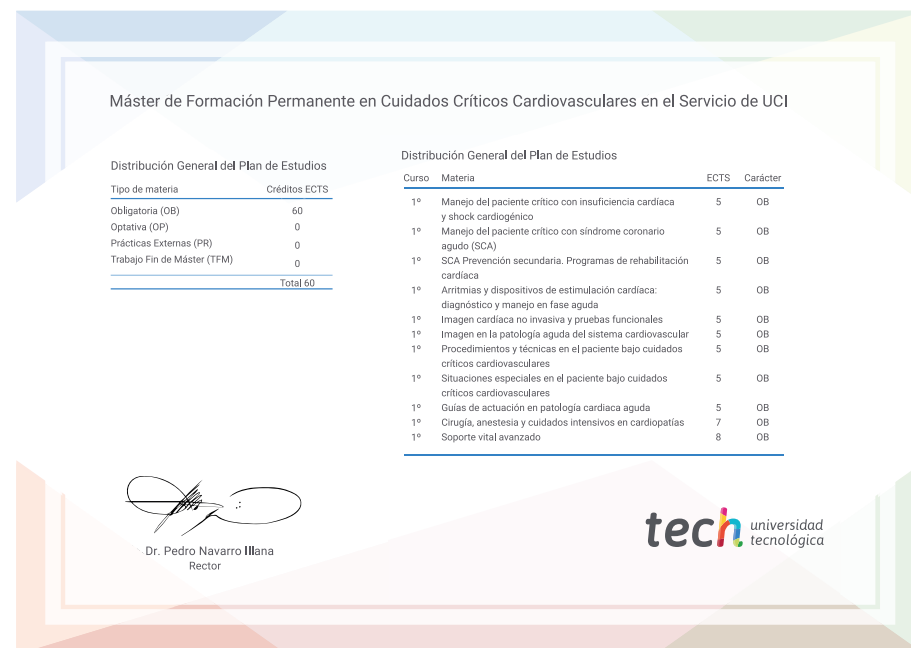 Máster de Formación Permanente en Cuidados Críticos Cardiovasculares en el Servicio de UCI
Distribución General del Plan de Estudios
Tipo de materia Créditos ECTS
Obligatoria (OB) 60
Optativa (OP) 0
Prácticas Externas (PR) 0
Trabajo Fin de Máster (TFM) 0
Total 60
Distribución General del Plan de Estudios
Curso Materia ECTS Carácter
1º Manejo del paciente crítico con insuficiencia cardíaca 5 OB
y shock cardiogénico
1º Manejo del paciente crítico con síndrome coronario 5 OB
agudo (SCA)
1º SCA Prevención secundaria. Programas de rehabilitación 5 OB
cardíaca
1º Arritmias y dispositivos de estimulación cardíaca: 5 OB
diagnóstico y manejo en fase aguda
1º Imagen cardíaca no invasiva y pruebas funcionales 5 OB
1º Imagen en la patología aguda del sistema cardiovascular 5 OB
1º Procedimientos y técnicas en el paciente bajo cuidados 5 OB
críticos cardiovasculares
1º Situaciones especiales en el paciente bajo cuidados 5 OB
críticos cardiovasculares
1º Guías de actuación en patología cardiaca aguda 5 OB
1º Cirugía, anestesia y cuidados intensivos en cardiopatías 7 OB
1º Soporte vital avanzado 8 OB
Dr. Pedro Navarro Illana
Rector
tech universidad
tecnológica